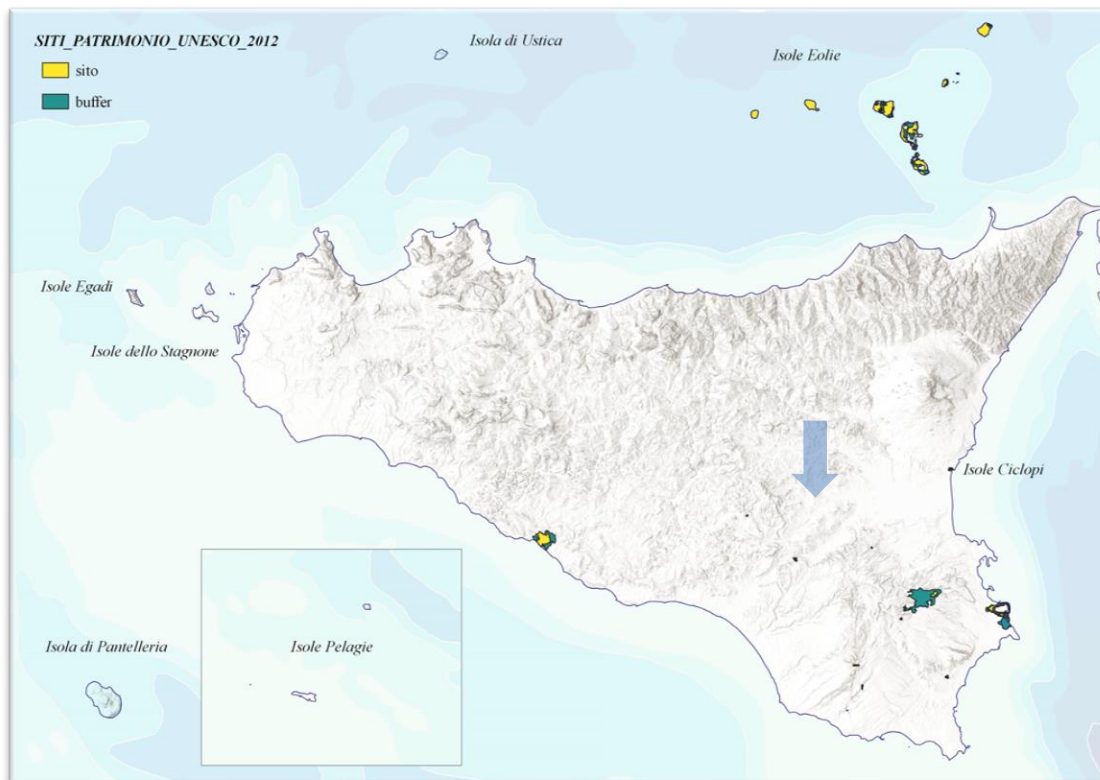 SITI_PATRIMONIO_UNESCO_2012
sito
buffer
Isola di Ustica
Isole Eolie
Isole Egadi
Isole dello Stagnone
Isole Ciclopi
Isola di Pantelleria
Isole Pelagie